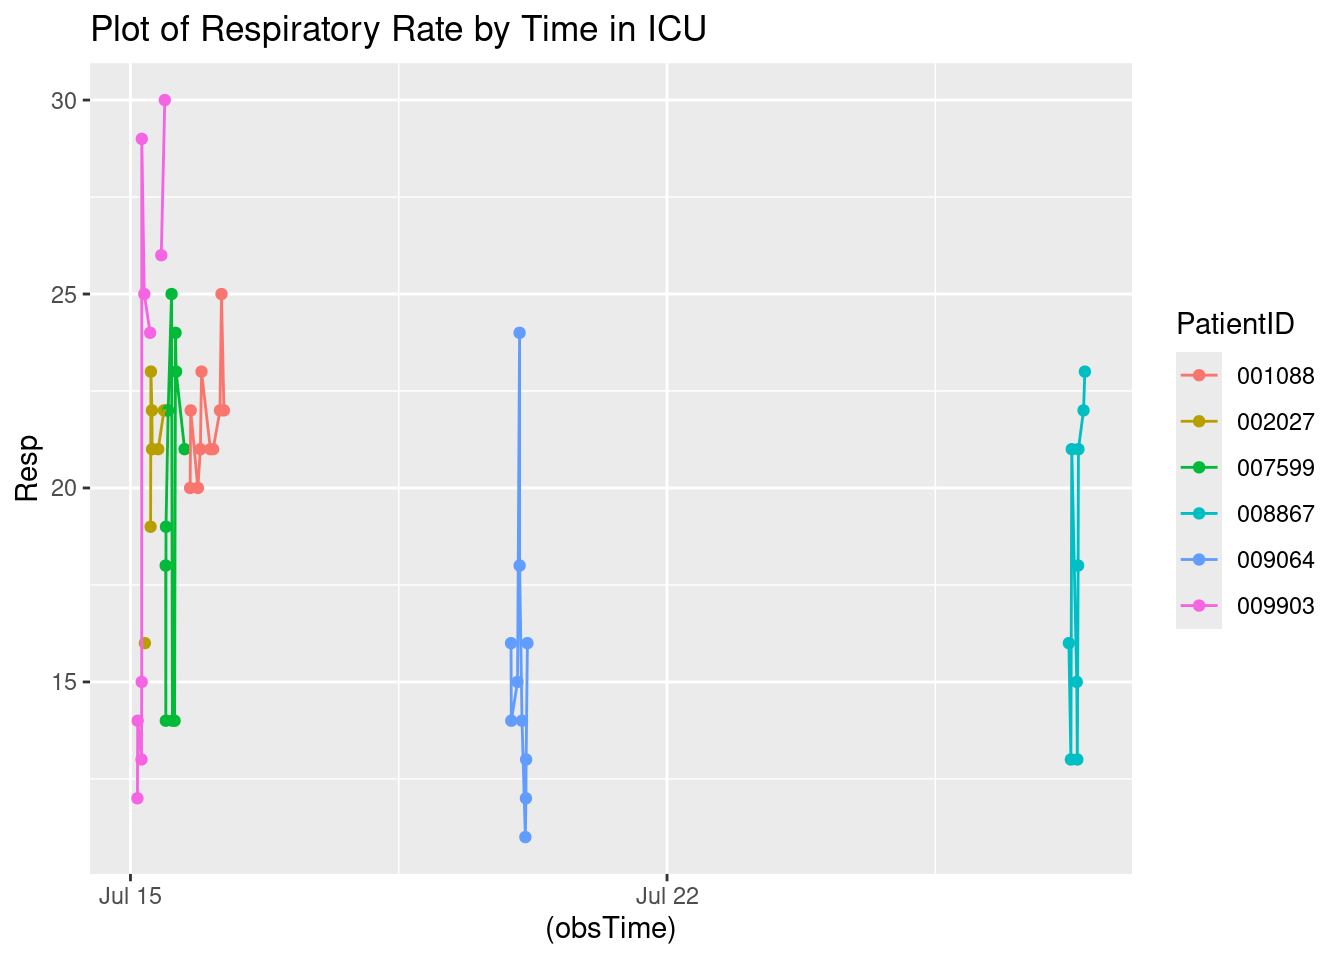 Plot of Respiratory Rate by Time in ICU
30
25
20
15
Resp
Jul 15
Jul 22
(obsTime)
PatientID
001088
002027
007599
008867
009064
009903